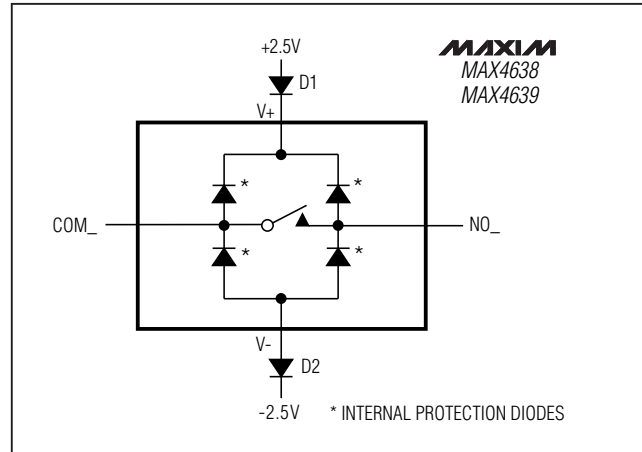 +2.5V
MAXIM
MAX4638
MAX4639
D1
V+
*
*
COM_
NO_
*
*
V-
D2
-2.5V
* INTERNAL PROTECTION DIODES